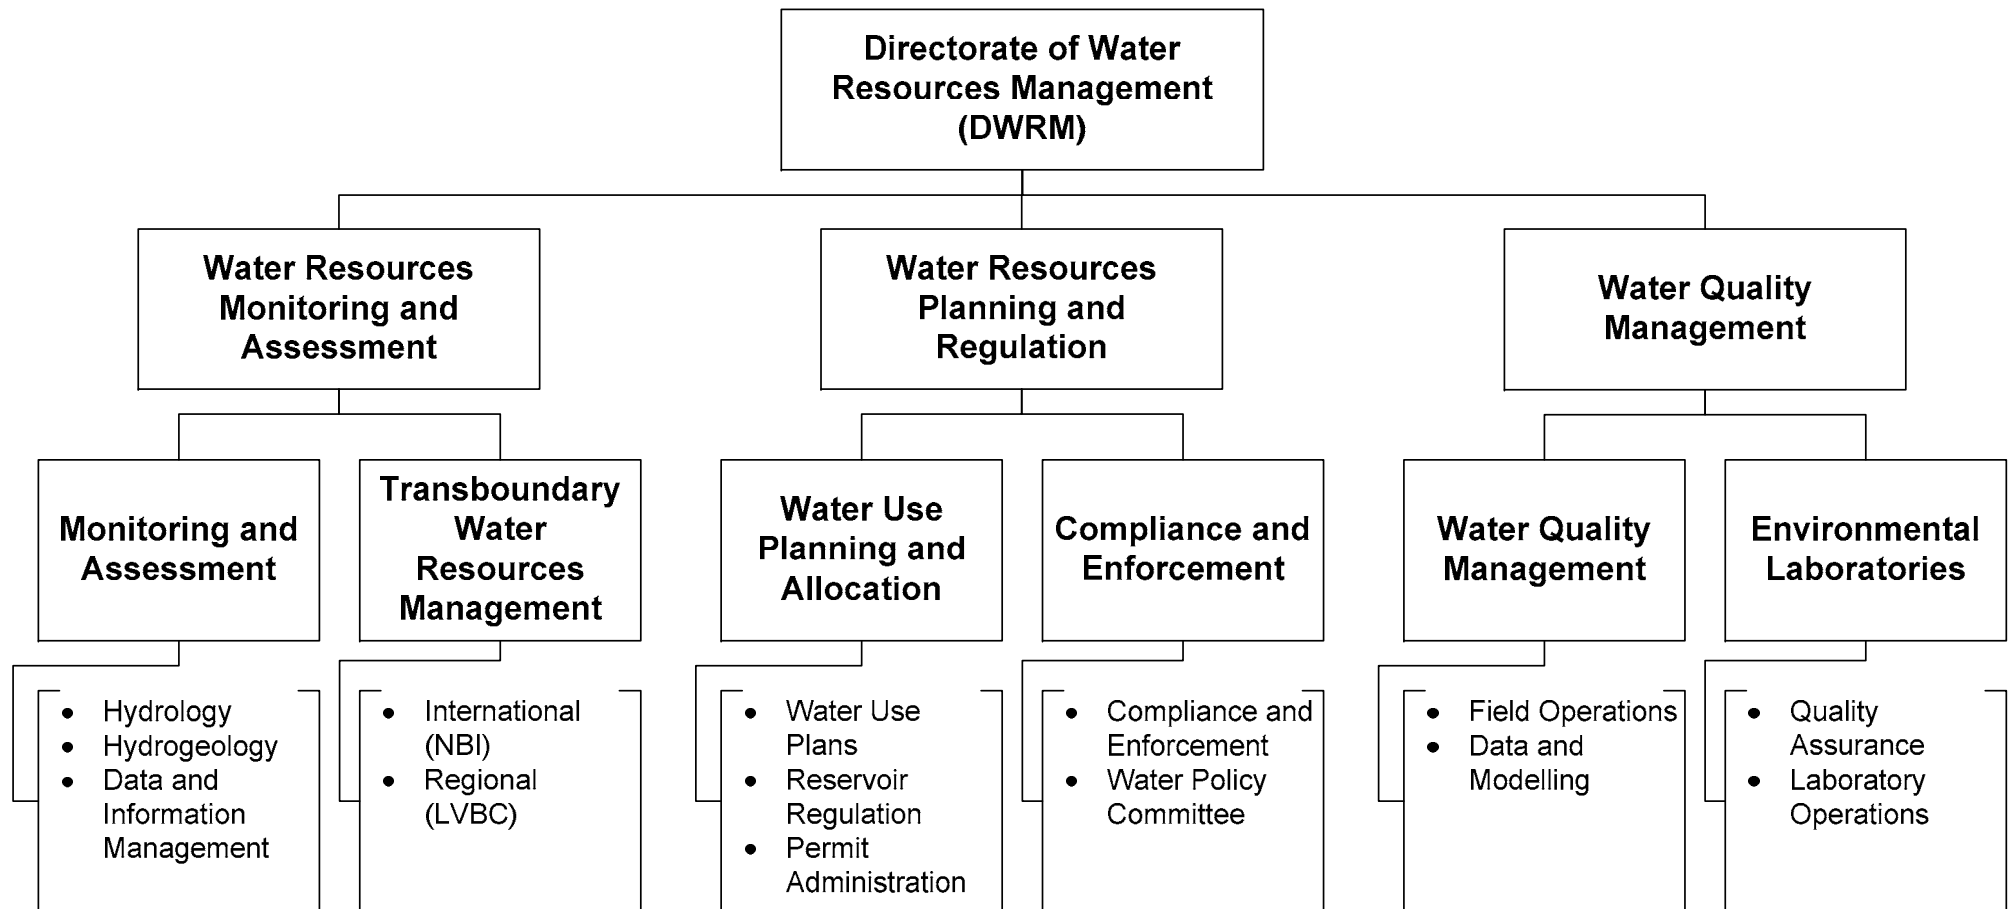 Directorate of Water
Resources Management
(DWRM)
Water Resources
Monitoring and
Assessment
Water Resources
Planning and
Regulation
Water Quality
Management
Monitoring and
Assessment
Transboundary
Water
Resources
Management
Water Use
Planning and
Allocation
Compliance and
Enforcement
Water Quality
Management
Environmental
Laboratories
• Hydrology
• Hydrogeology
• Data and
Information
Management
• International
(NBI)
• Regional
(LVBC)
• Water Use
Plans
• Reservoir
Regulation
• Permit
Administration
• Compliance and
Enforcement
• Water Policy
Committee
• Field Operations
• Data and
Modelling
• Quality
Assurance
• Laboratory
Operations